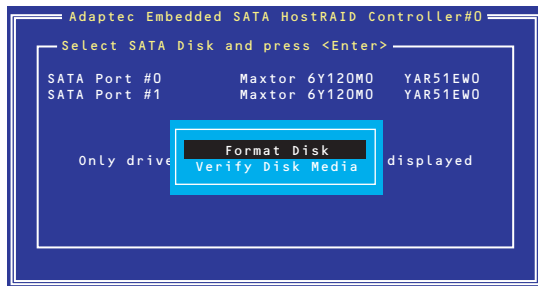 Adaptec Embedded SATA HostRAID Controller#0
Select SATA Disk and press <Enter>
SATA Port #0 Maxtor 6Y120M0 YAR51EW0
SATA Port #1 Maxtor 6Y120M0 YAR51EW0
Format Disk
Only drive displayed
Verify Disk Media